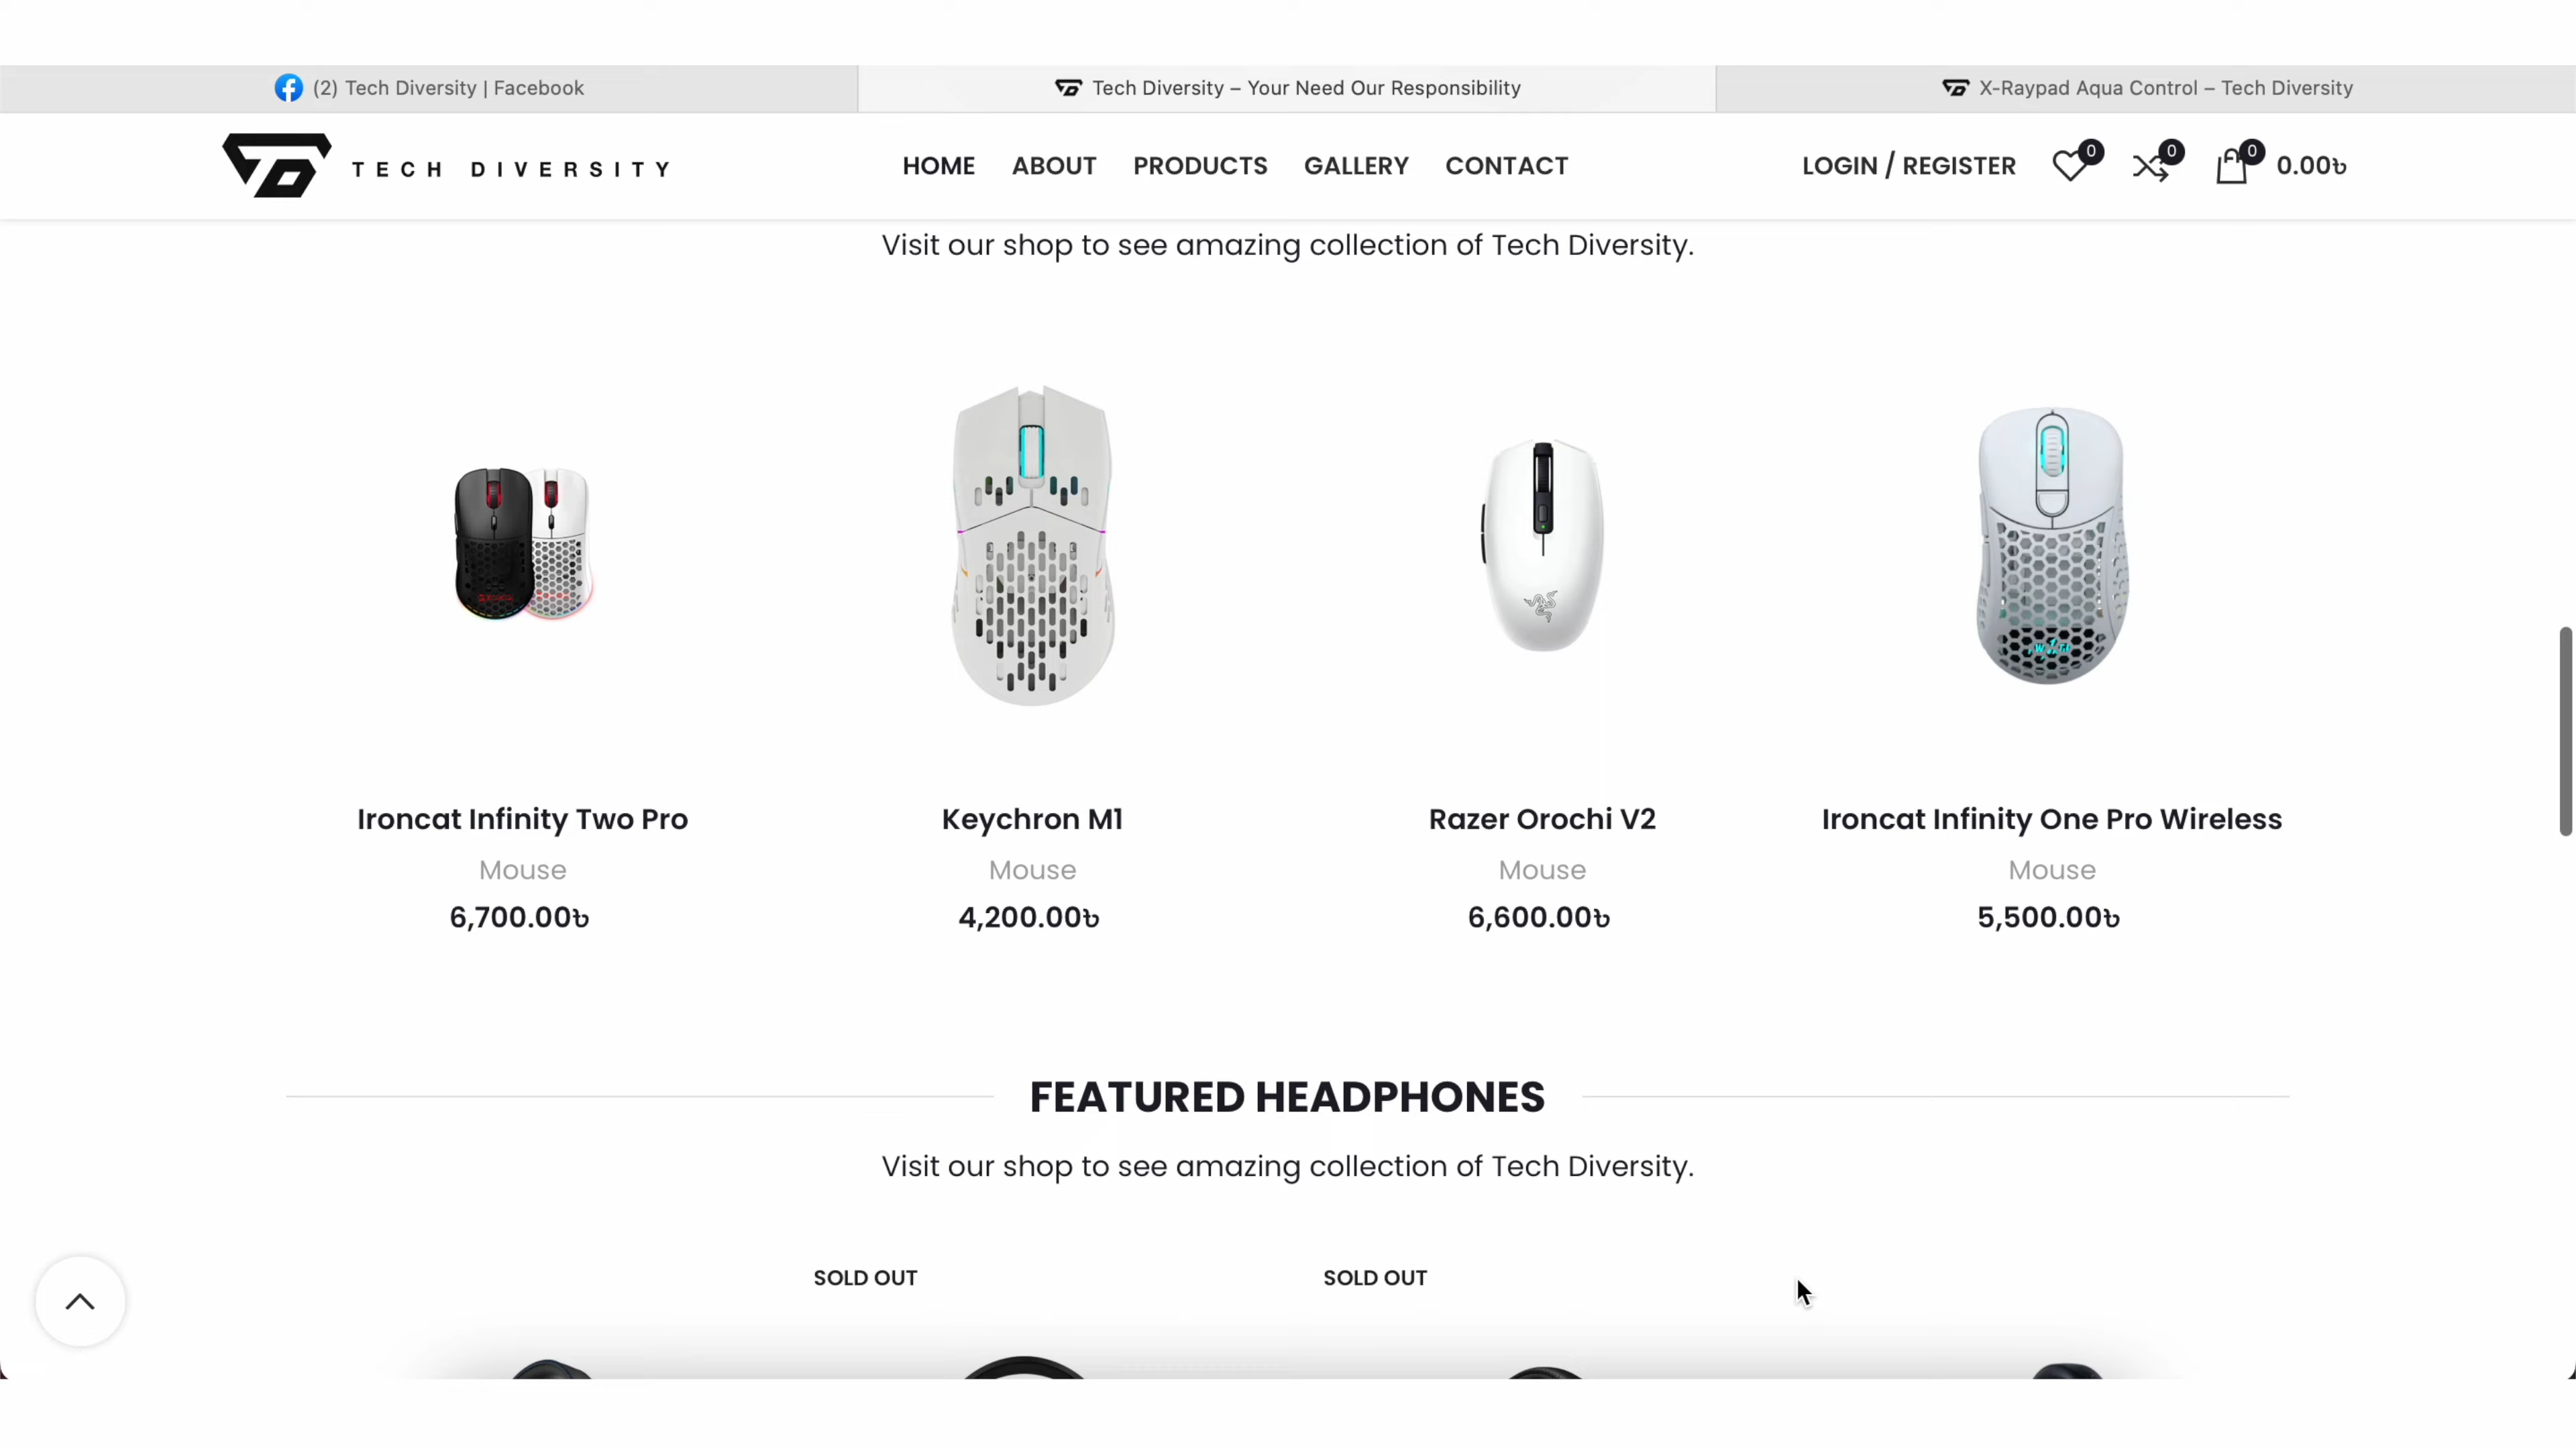 (2) Tech Diversity | Facebook
Tech Diversity – Your Need Our Responsibility
X-Raypad Aqua Control – Tech Diversity
TECH DIVERSITY
HOME ABOUT PRODUCTS GALLERY CONTACT
LOGIN / REGISTER 0 0 0 0.00৳
Visit our shop to see amazing collection of Tech Diversity.
Ironcat Infinity Two Pro
Mouse
6,700.00৳
Keychron M1
Mouse
4,200.00৳
Razer Orochi V2
Mouse
6,600.00৳
Ironcat Infinity One Pro Wireless
Mouse
5,500.00৳
FEATURED HEADPHONES
Visit our shop to see amazing collection of Tech Diversity.
SOLD OUT
SOLD OUT